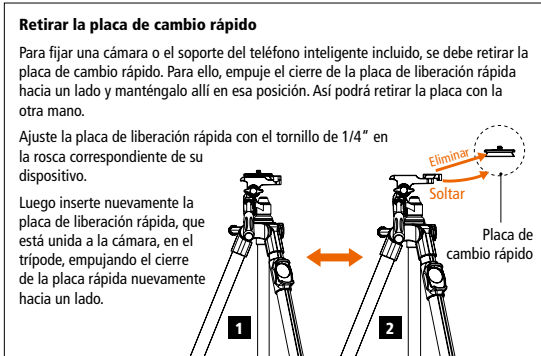 Retirar la placa de cambio rápido
Para fijar una cámara o el soporte del teléfono inteligente incluido, se debe retirar la
placa de cambio rápido. Para ello, empuje el cierre de la placa de liberación rápida
hacia un lado y manténgalo allí en esa posición. Así podrá retirar la placa con la
otra mano.
Ajuste la placa de liberación rápida con el tornillo de 1/4“ en
la rosca correspondiente de su
dispositivo.
Luego inserte nuevamente la
placa de liberación rápida, que
está unida a la cámara, en el
trípode, empujando el cierre
de la placa rápida nuevamente
hacia un lado.
Eliminar
Soltar
Placa de
cambio rápido
1
2